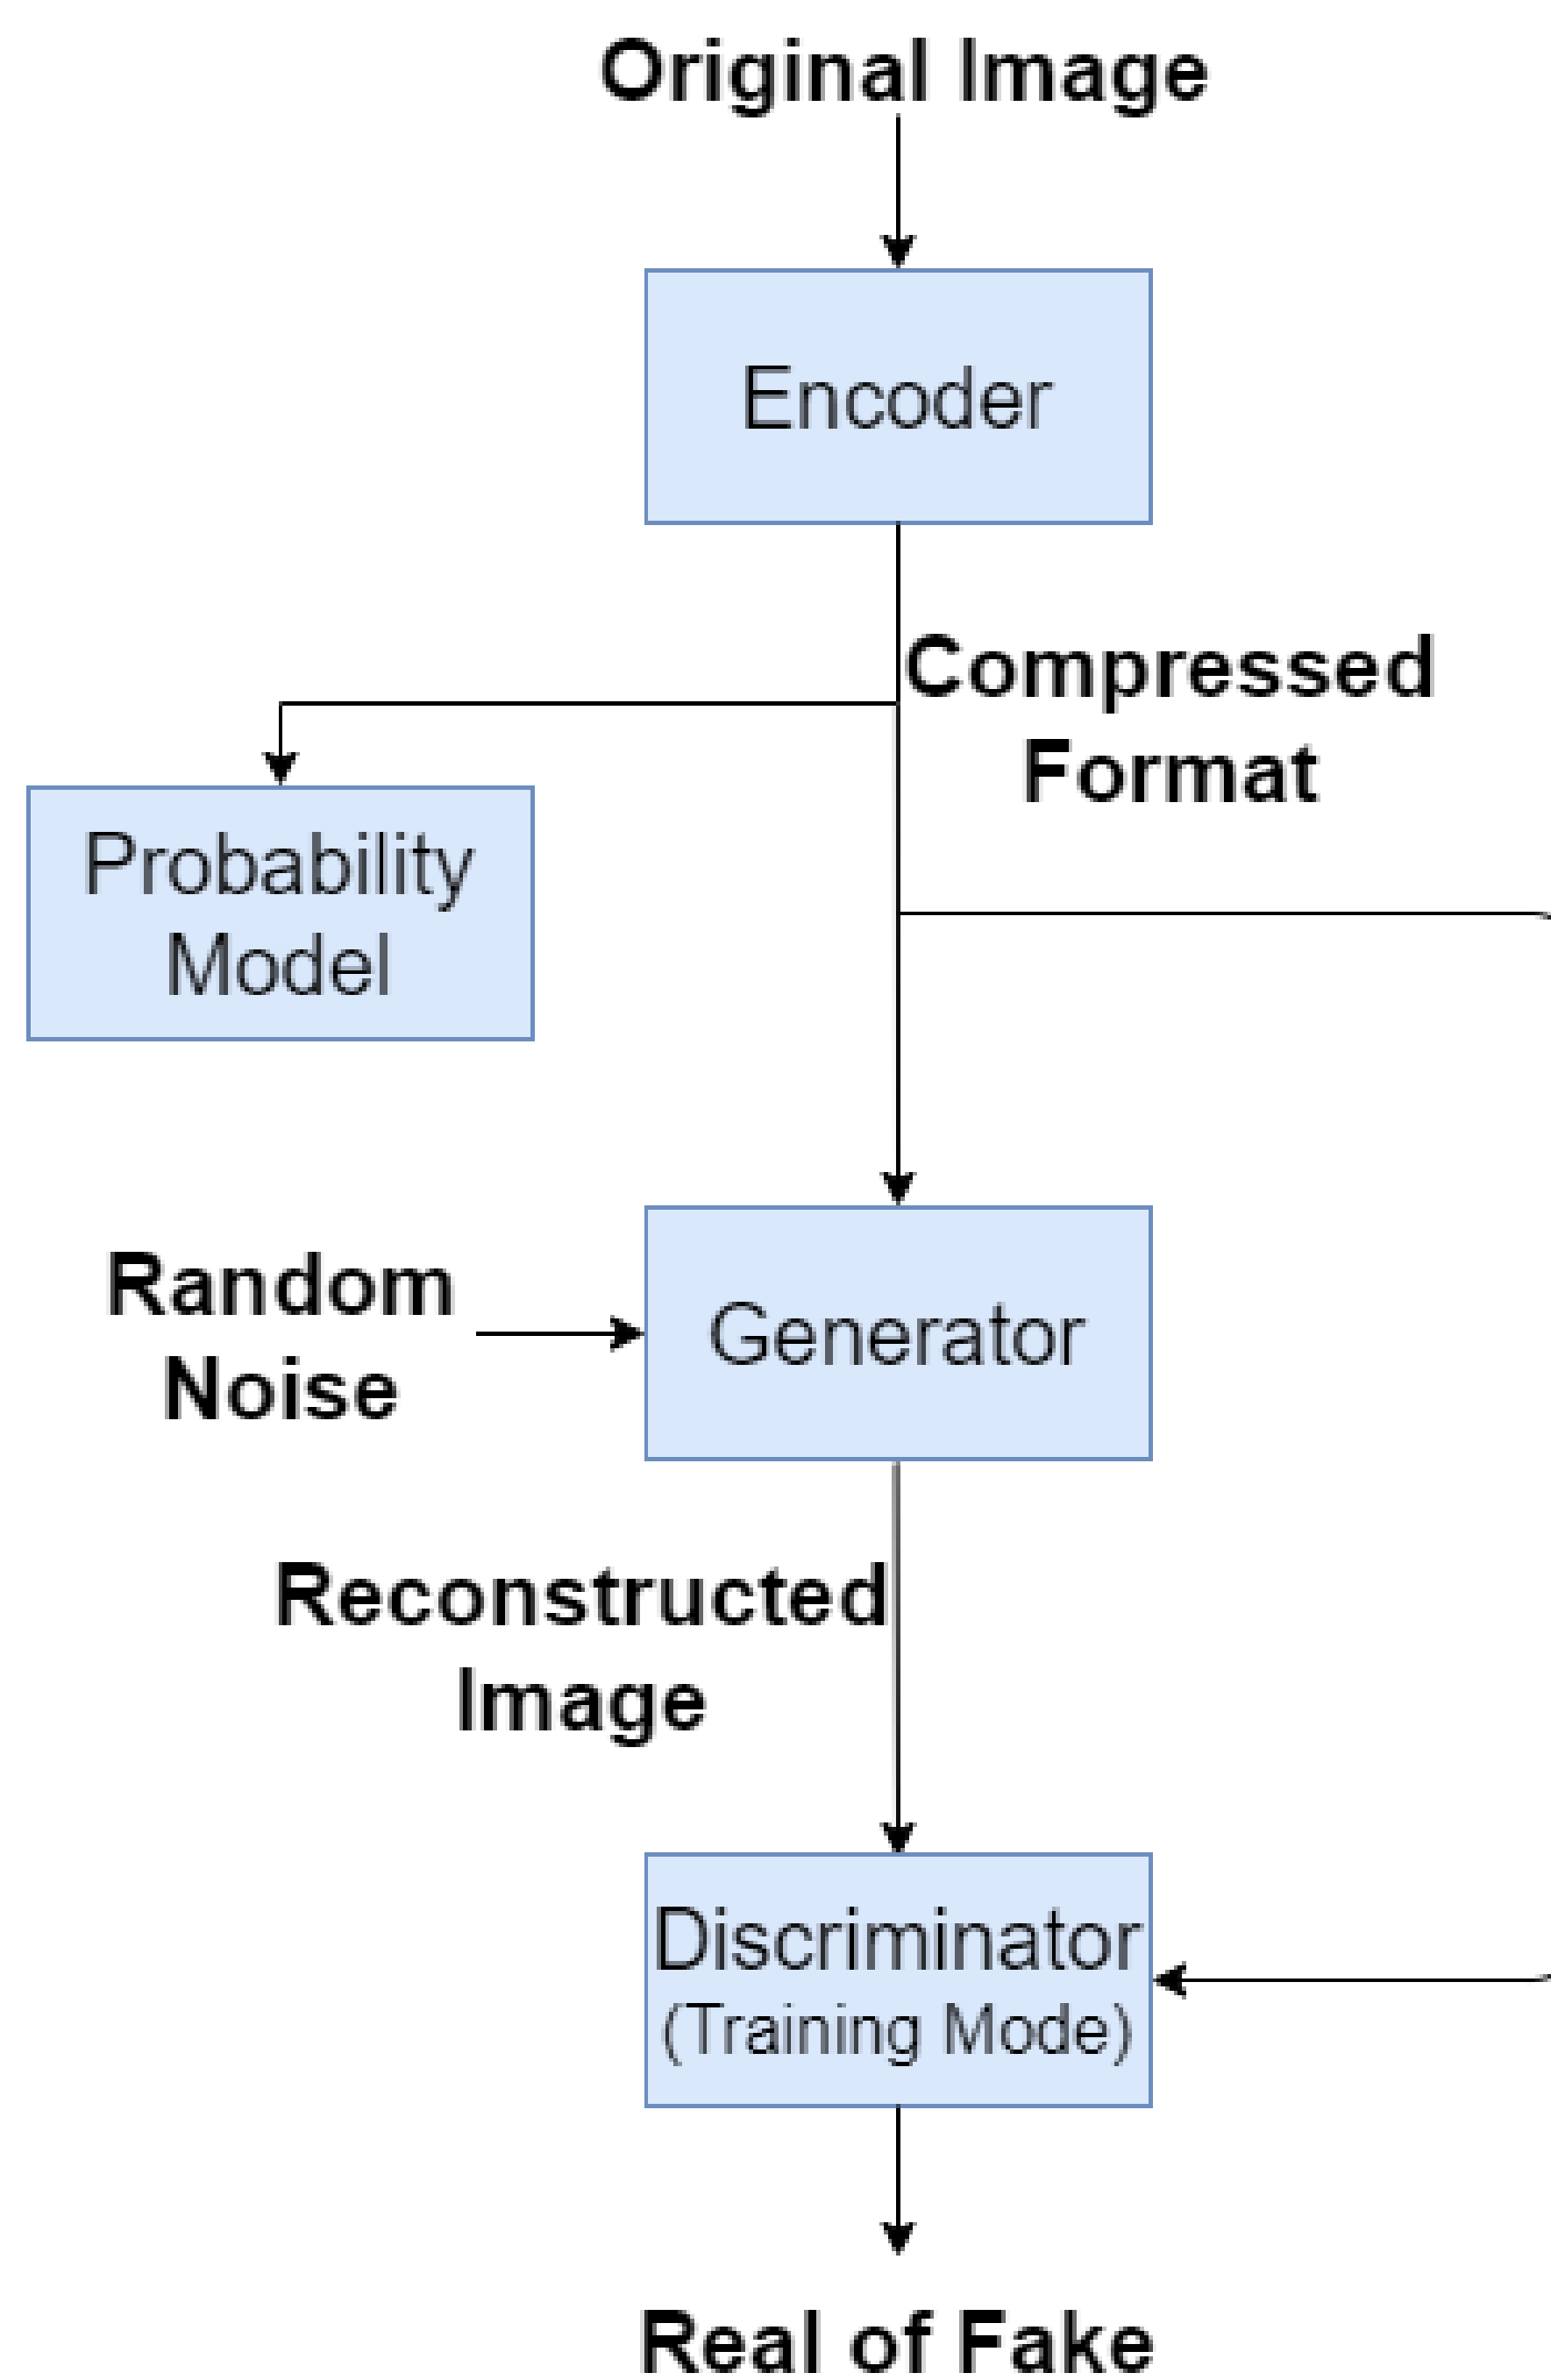 Original Image
Encoder
Compressed
Format
Probability
Model
Random
Noise
Generator
Reconstructed
Image
Discriminator
(Training Mode)
Real of Fake